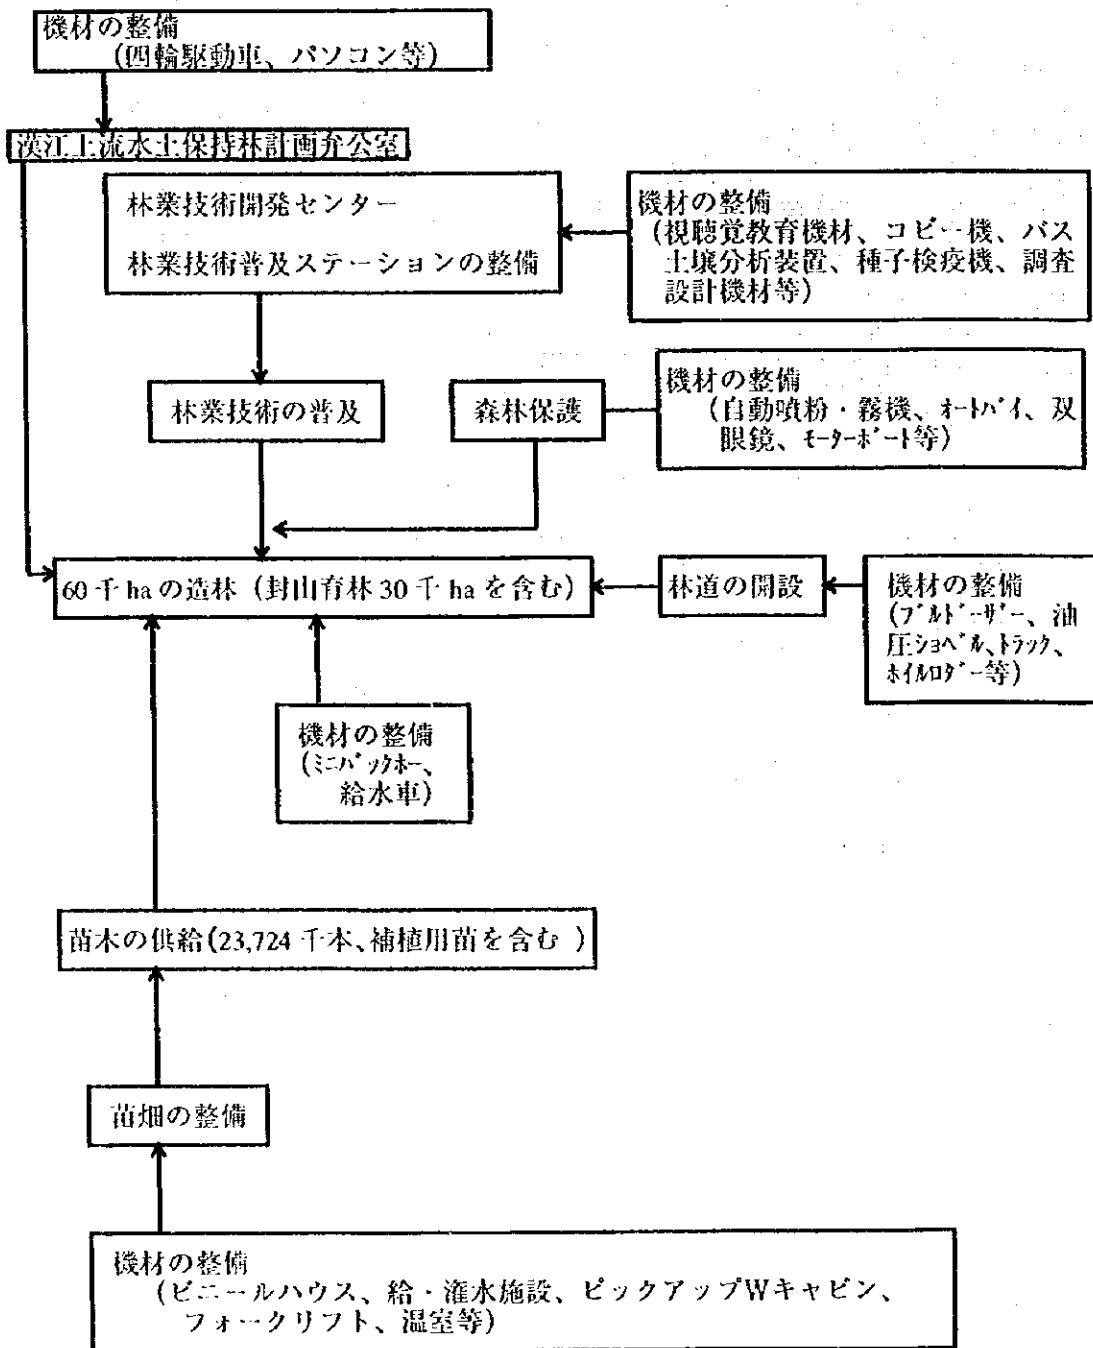 機材の整備
(四輪駆動車、パソコン等)
漢江上流水土保持林計画弁公室
林業技術開発センター
林業技術普及ステーションの整備
機材の整備
(視聴覚教育機材、コピー機、バス
土壌分析装置、種子検疫機、調査
設計機材等)
林業技術の普及
森林保護
機材の整備
(自動噴粉・霧機、オートバイ、双
眼鏡、モーターボート等)
60千haの造林(封山育林30千haを含む)
林道の開設
機材の整備
(ブルドーザー、油
圧ショベル、トラック、
ホイルロダー等)
機材の整備
(ミニバックホー、
給水車)
苗木の供給(23,724千本、補植用苗を含む )
苗畑の整備
機材の整備
(ビニールハウス、給・潅水施設、ピックアップWキャビン、
フォークリフト、温室等)